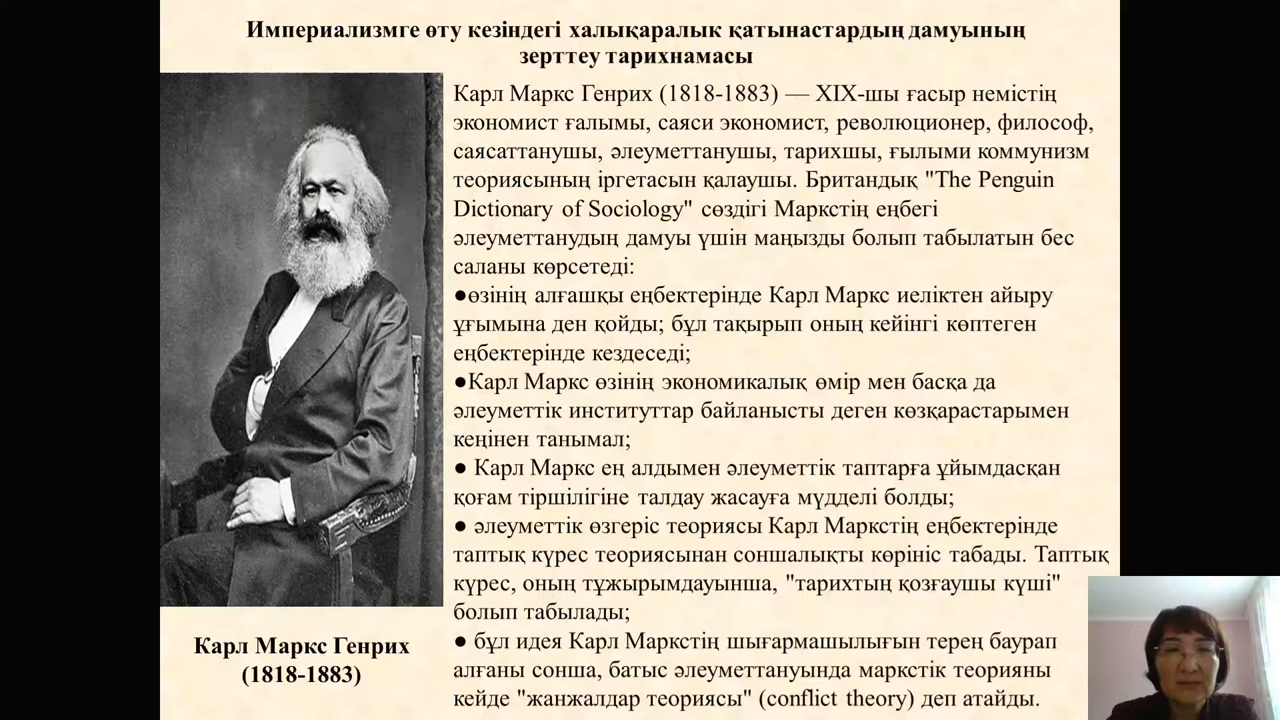 Империализмге өту кезіндегі халықаралык қатынастардың дамуының
зерттеу тарихнамасы
Карл Маркс Генрих (1818-1883) — XIX-шы ғасыр немістің
экономист ғалымы, саяси экономист, революционер, философ,
саясаттанушы, әлеуметтанушы, тарихшы, ғылыми коммунизм
теориясының іргетасын қалаушы. Британдық "The Penguin
Dictionary of Sociology" сөздігі Маркстің еңбегі
әлеуметтанудың дамуы үшін маңызды болып табылатын бес
саланы көрсетеді:
●өзінің алғашқы еңбектерінде Карл Маркс иеліктен айыру
ұғымына ден қойды; бұл тақырып оның кейінгі көптеген
еңбектерінде кездеседі;
●Карл Маркс өзінің экономикалық өмір мен басқа да
әлеуметтік институттар байланысты деген көзқарастарымен
кеңінен танымал;
● Карл Маркс ең алдымен әлеуметтік таптарға ұйымдасқан
қоғам тіршілігіне талдау жасауға мүдделі болды;
● әлеуметтік өзгеріс теориясы Карл Маркстің еңбектерінде
таптық күрес теориясынан соншалықты көрініс табады. Таптық
күрес, оның тұжырымдауынша, "тарихтың қозғаушы күші"
болып табылады;
● бұл идея Карл Маркстің шығармашылығын терең баурап
алғаны сонша, батыс әлеуметтануында маркстік теорияны
кейде "жанжалдар теориясы" (conflict theory) деп атайды.
Карл Маркс Генрих
(1818-1883)